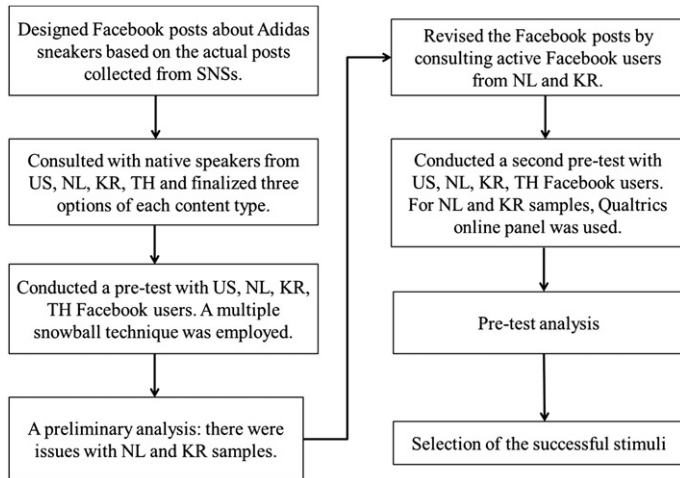 Designed Facebook posts about Adidas
sneakers based on the actual posts
collected from SNSs.
Consulted with native speakers from
US, NL, KR, TH and finalized three
options of each content type.
Conducted a pre-test with US, NL, KR,
TH Facebook users. A multiple
snowball technique was employed.
A preliminary analysis: there were
issues with NL and KR samples.
Revised the Facebook posts by
consulting active Facebook users
from NL and KR.
Conducted a second pre-test with
US, NL, KR, TH Facebook users.
For NL and KR samples, Qualtrics
online panel was used.
Pre-test analysis
Selection of the successful stimuli